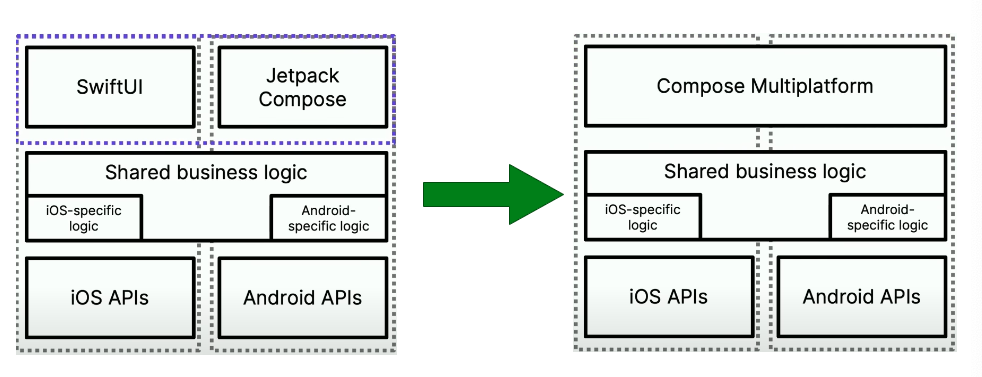 SwiftUI
Jetpack
Compose
Shared business logic
iOS-specific
logic
Android-
specific logic
iOS APIs
Android APIs
Compose Multiplatform
Shared business logic
iOS-specific
logic
Android-
specific logic
iOS APIs
Android APIs